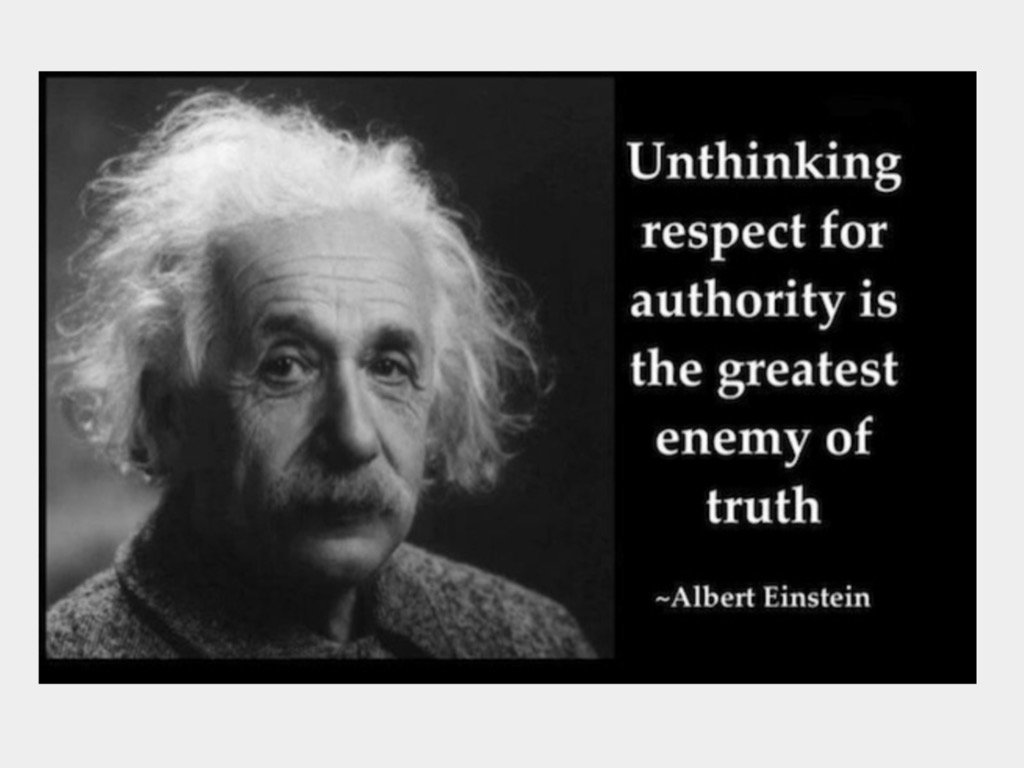 Unthinking
respect for
authority is
the greatest
enemy of
truth
~Albert Einstein